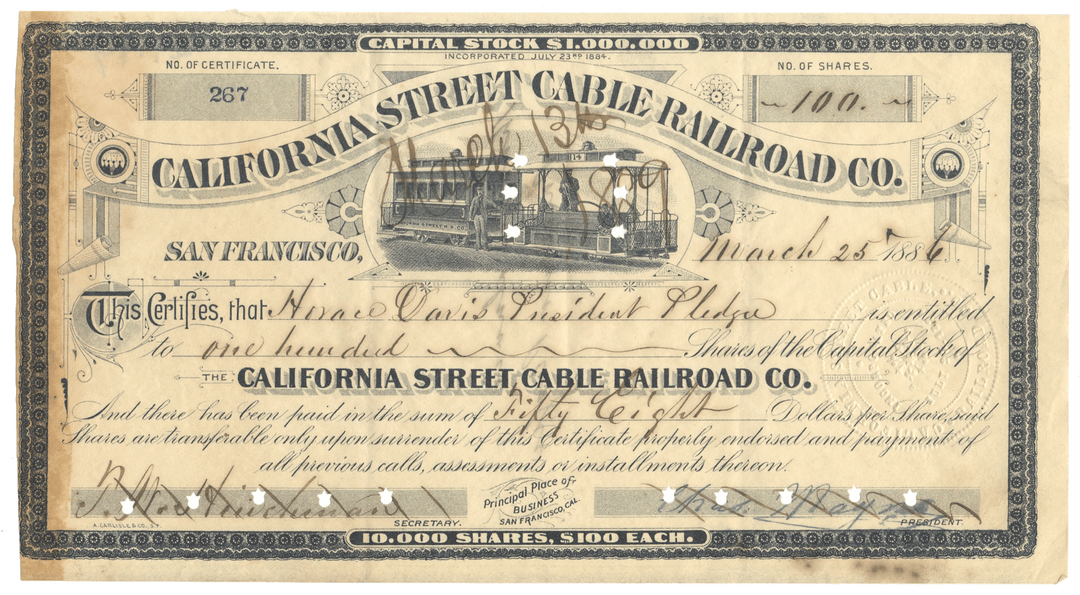 CAPITAL STOCK $1.000.000
INCORPORATED JULY 23RD 1884.
NO. OF CERTIFICATE.
267
NO. OF SHARES.
100.
CALIFORNIA STREET CABLE RAILROAD CO.
March 13th
SAN FRANCISCO,
March 25 1886
This Certifies, that Horace Davis President Pledgee is entitled
to one hundred Shares of the Capital Stock of
THE CALIFORNIA STREET CABLE RAILROAD CO.
And there has been paid in the sum of Fifty Eight Dollars per Share, said
Shares are transferable only upon surrender of this Certificate properly endorsed and payment of
all previous calls, assessments or installments thereon.
SECRETARY.
Principal Place of
BUSINESS
SAN FRANCISCO, CAL.
PRESIDENT.
A. CARLISLE & CO., S.F.
10.000 SHARES, $100 EACH.